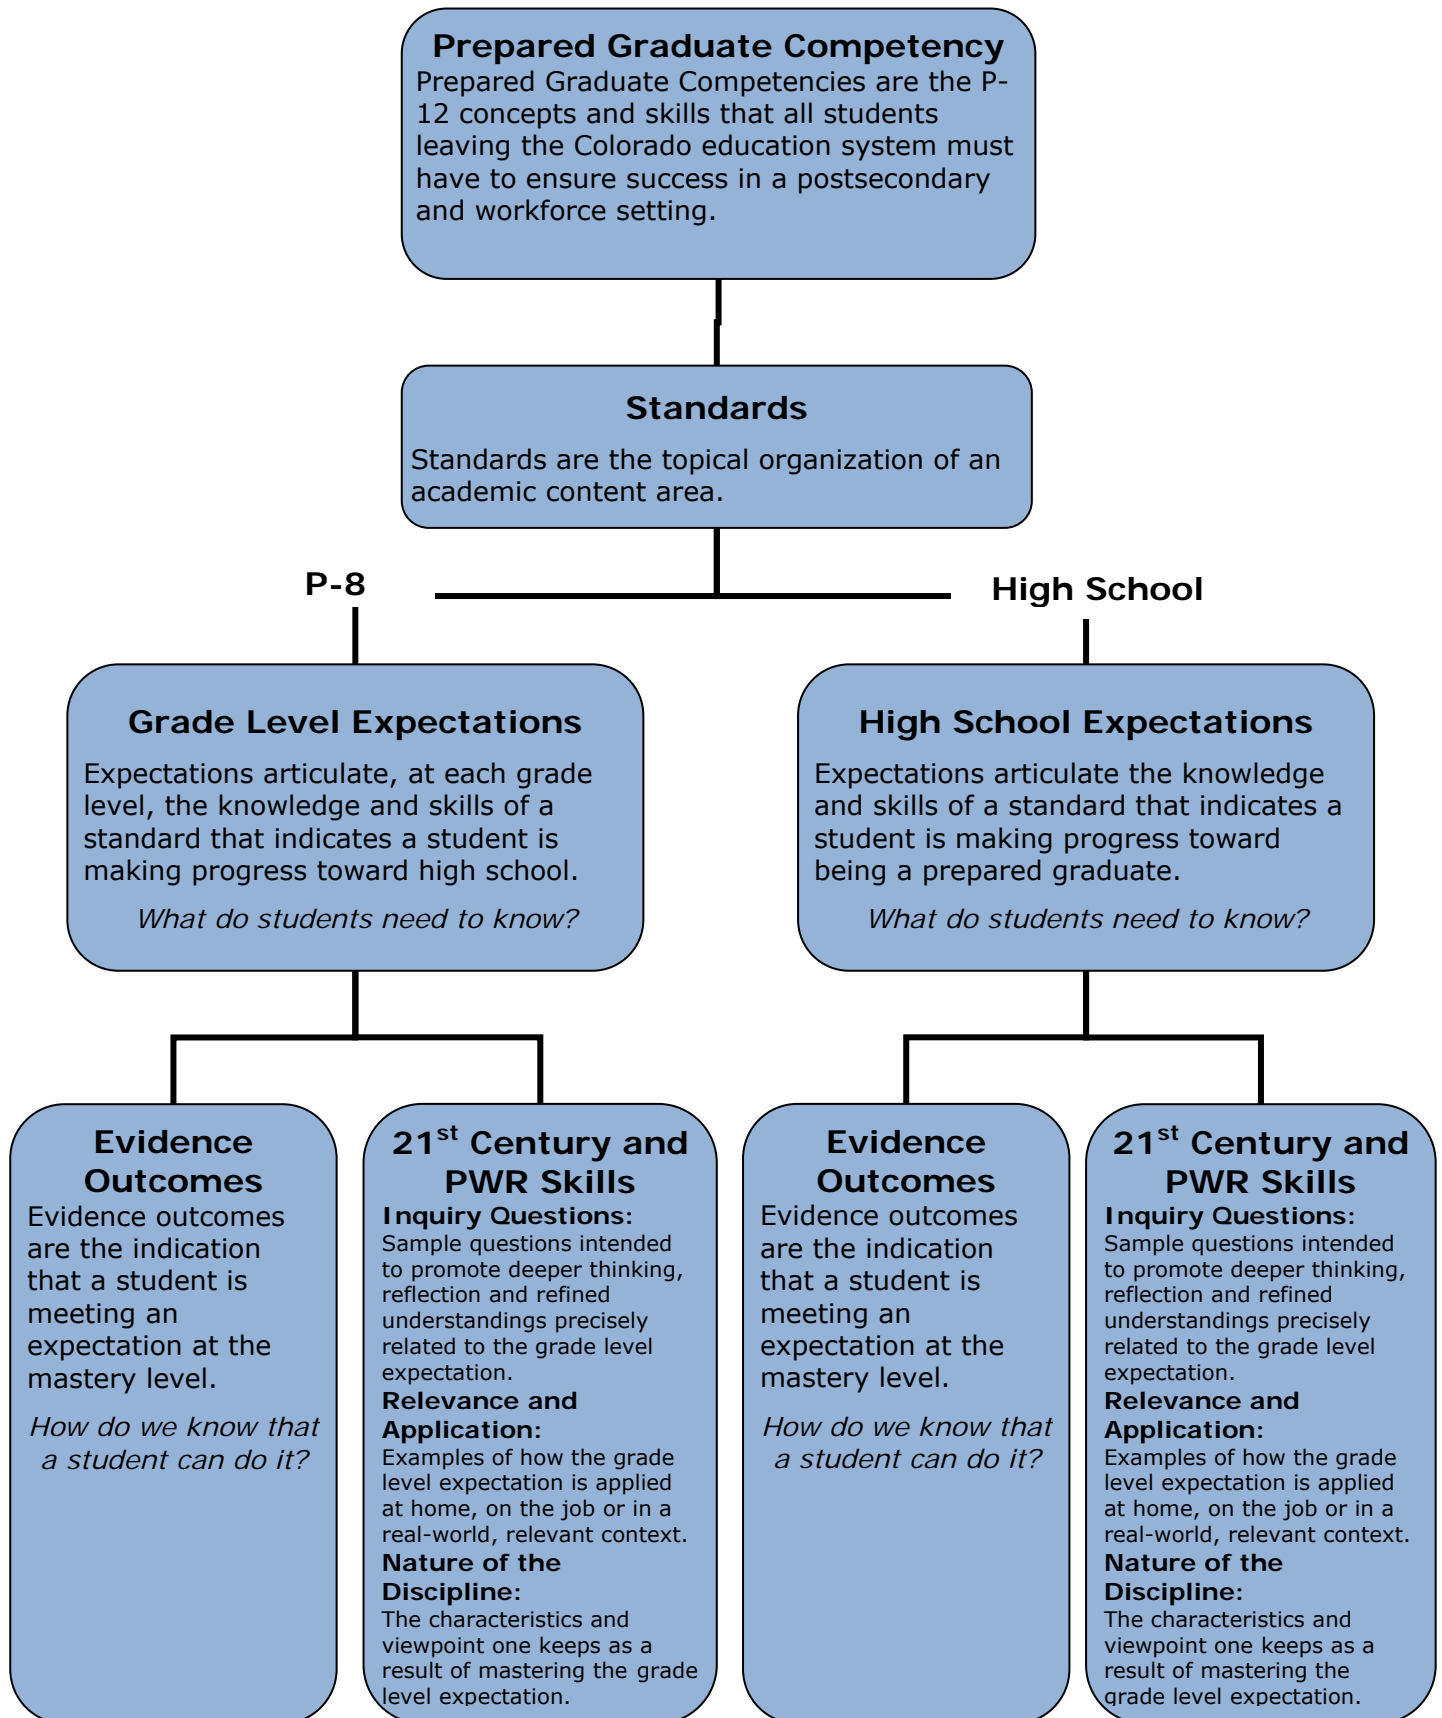 Prepared Graduate Competency
Prepared Graduate Competencies are the P-
12 concepts and skills that all students
leaving the Colorado education system must
have to ensure success in a postsecondary
and workforce setting.
Standards
Standards are the topical organization of an
academic content area.
P-8
High School
Grade Level Expectations
Expectations articulate, at each grade
level, the knowledge and skills of a
standard that indicates a student is
making progress toward high school.
What do students need to know?
High School Expectations
Expectations articulate the knowledge
and skills of a standard that indicates a
student is making progress toward
being a prepared graduate.
What do students need to know?
Evidence
Outcomes
Evidence outcomes
are the indication
that a student is
meeting an
expectation at the
mastery level.
How do we know that
a student can do it?
21st Century and
PWR Skills
Inquiry Questions:
Sample questions intended
to promote deeper thinking,
reflection and refined
understandings precisely
related to the grade level
expectation.
Relevance and
Application:
Examples of how the grade
level expectation is applied
at home, on the job or in a
real-world, relevant context.
Nature of the
Discipline:
The characteristics and
viewpoint one keeps as a
result of mastering the grade
level expectation.
Evidence
Outcomes
Evidence outcomes
are the indication
that a student is
meeting an
expectation at the
mastery level.
How do we know that
a student can do it?
21st Century and
PWR Skills
Inquiry Questions:
Sample questions intended
to promote deeper thinking,
reflection and refined
understandings precisely
related to the grade level
expectation.
Relevance and
Application:
Examples of how the grade
level expectation is applied
at home, on the job or in a
real-world, relevant context.
Nature of the
Discipline:
The characteristics and
viewpoint one keeps as a
result of mastering the
grade level expectation.